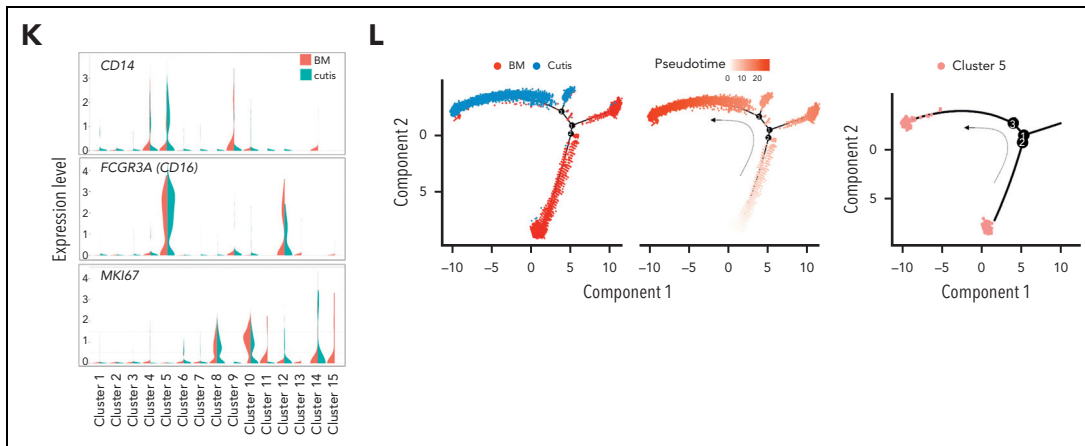 K
BM
cutis
CD14
3
2
1
0
FCGR3A (CD16)
4
3
2
1
0
MKI67
4
3
2
1
0
Expression level
Cluster 1
Cluster 2
Cluster 3
Cluster 4
Cluster 5
Cluster 6
Cluster 7
Cluster 8
Cluster 9
Cluster 10
Cluster 11
Cluster 12
Cluster 13
Cluster 14
Cluster 15
L
BM Cutis
Component 2
0
5
1
2
−10 −5 0 5 10
Pseudotime
0 10 20
−10 −5 0 5 10
Component 1
Cluster 5
Component 2
0
5
3
1
2
−10 −5 0 5 10
Component 1